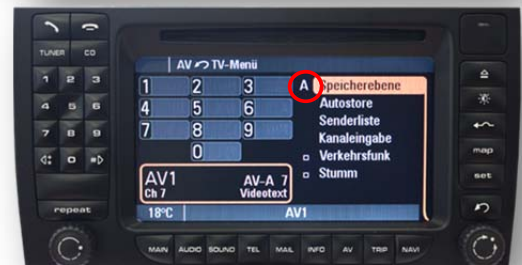 TUNER CD
1 2 3
4 5 6
7 8 9
0
repeat
AV TV-Menü
1 2 3 A Speicherebene
4 5 6 Autostore
7 8 9 Senderliste
0 Kanaleingabe
Verkehrsfunk
Stumm
AV1 AV-A 7
Ch 7 Videotext
18°C AV1
map
set
MAIN AUDIO SOUND TEL MAIL INFO AV TRIP NAVI